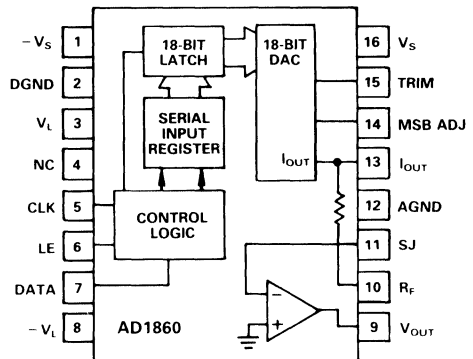 − VS 1
DGND 2
VL 3
NC 4
CLK 5
LE 6
DATA 7
− VL 8
18-BIT
LATCH
SERIAL
INPUT
REGISTER
CONTROL
LOGIC
18-BIT
DAC
IOUT
−
+
AD1860
16 VS
15 TRIM
14 MSB ADJ
13 IOUT
12 AGND
11 SJ
10 RF
9 VOUT